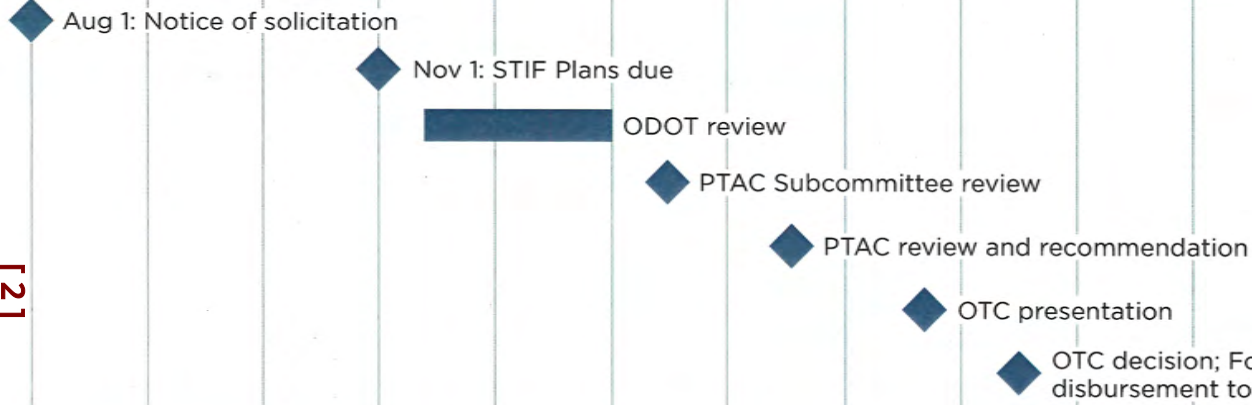 Aug 1: Notice of solicitation
Nov 1: STIF Plans due
ODOT review
PTAC Subcommittee review
PTAC review and recommendation
[2]
OTC presentation
OTC decision;
disbursement to